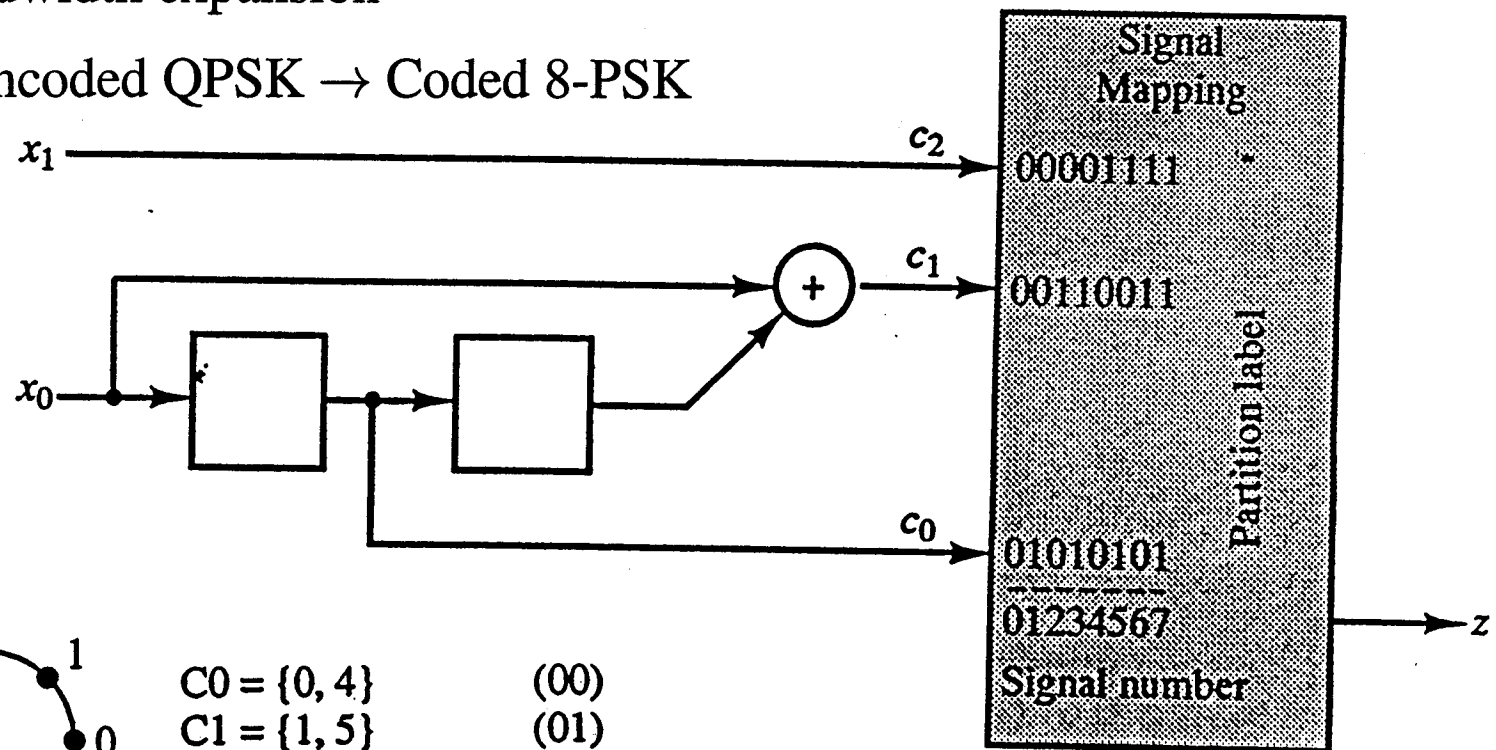 expansion
QPSK → Coded 8-PSK
Signal
Mapping
x₁
c₂
00001111
c₁
00110011
+
x₀
Partition label
c₀
01010101
--------
01234567
z
Signal number
1
C0 = {0, 4} (00)
0
C1 = {1, 5} (01)